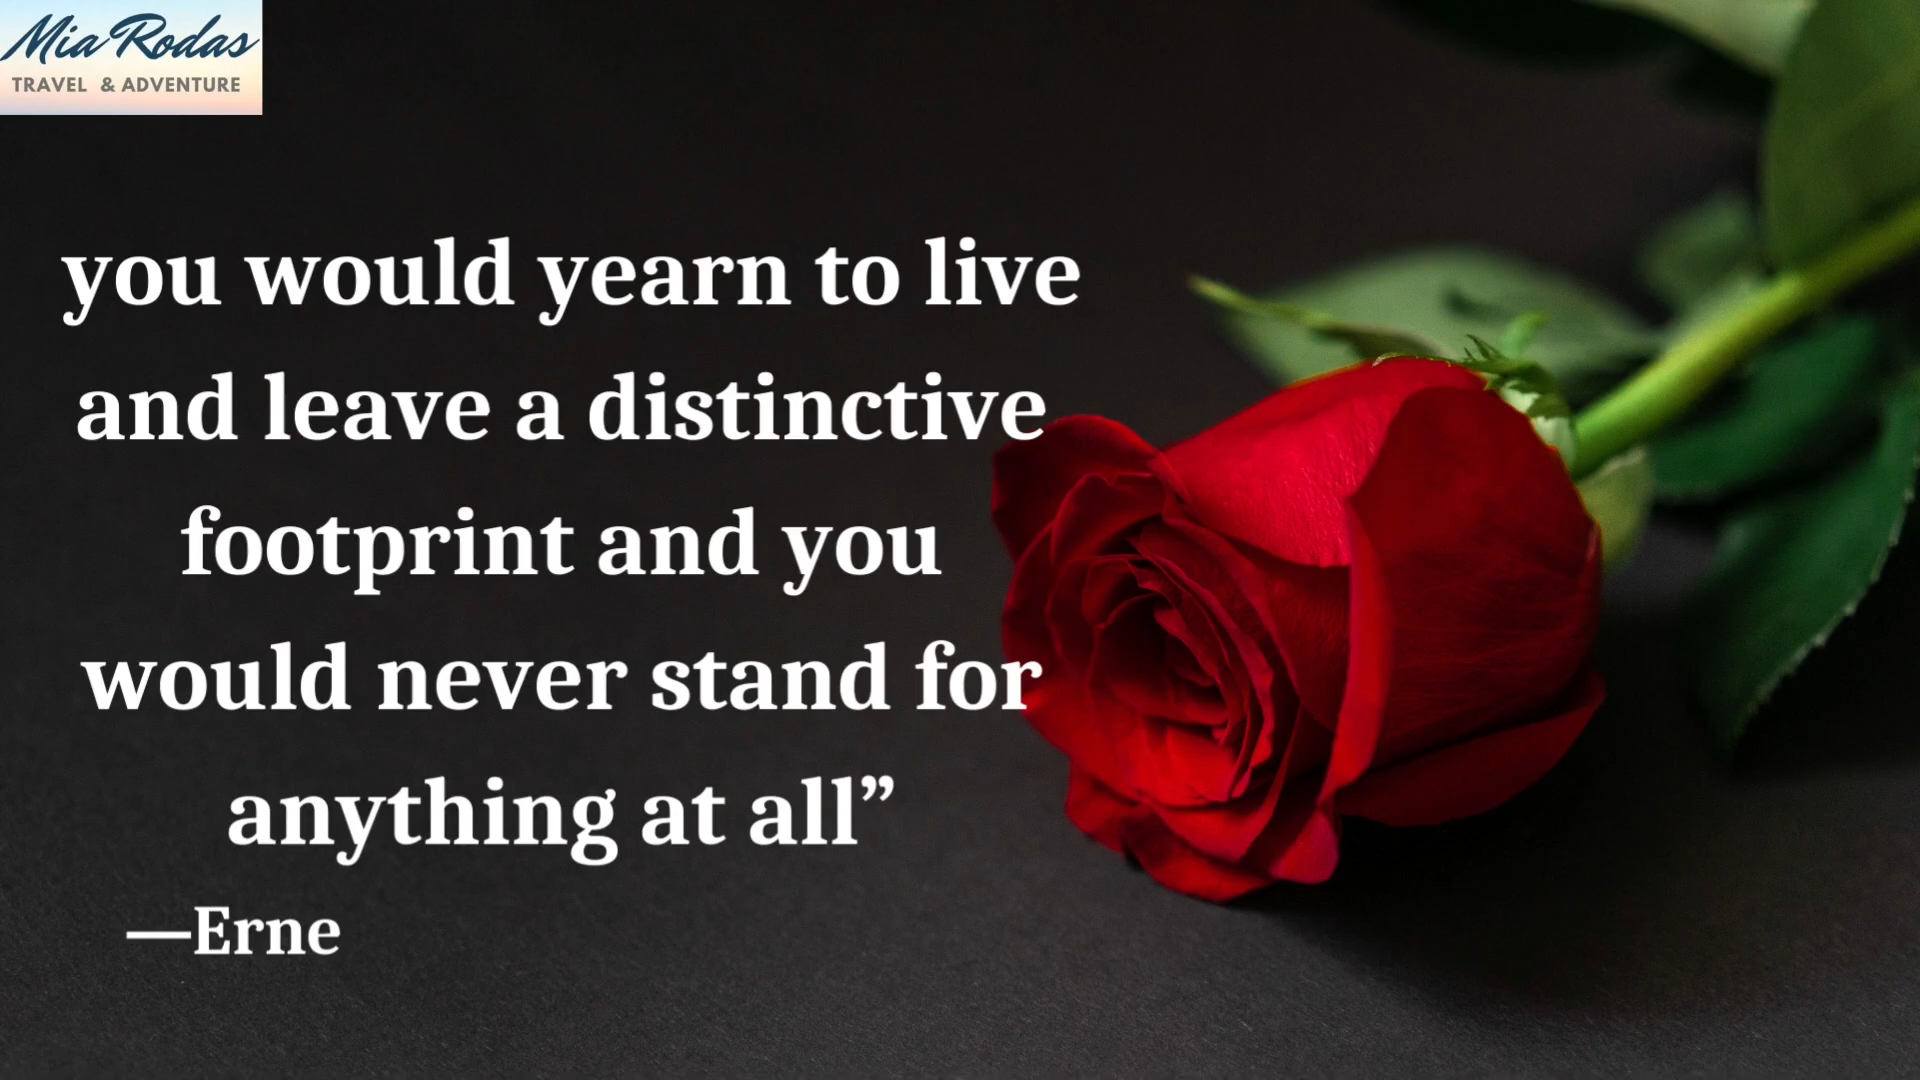 Mia Rodas
TRAVEL & ADVENTURE
you would yearn to live
and leave a distinctive
footprint and you
would never stand for
anything at all”
—Erne